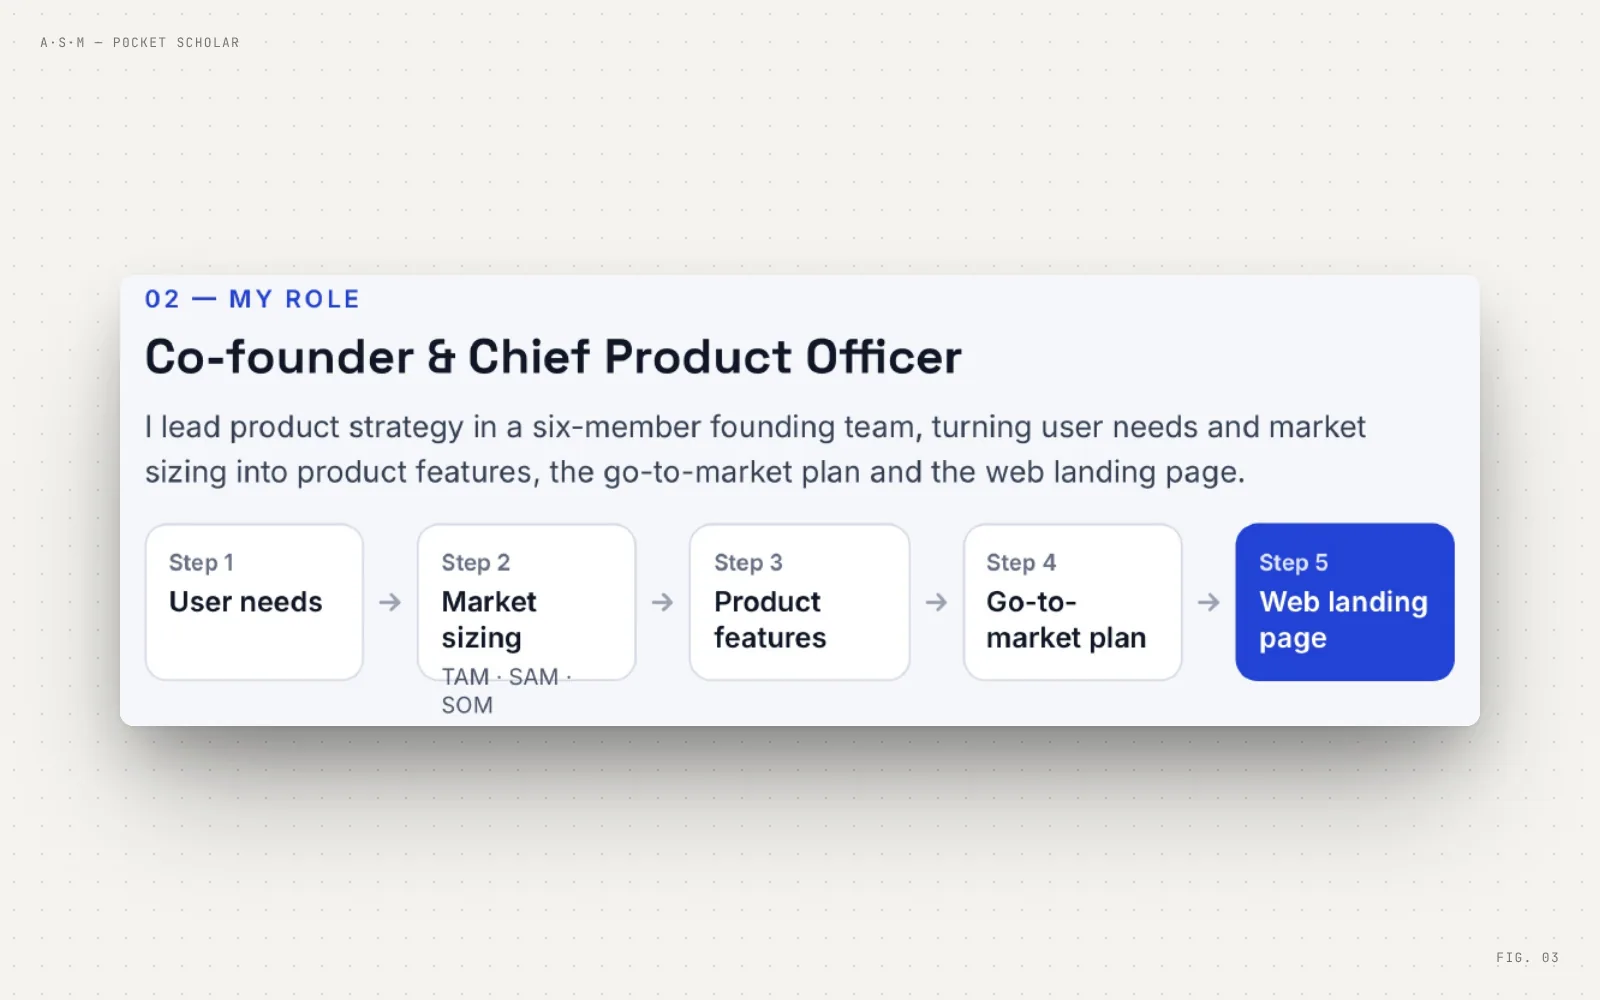 A·S·M — POCKET SCHOLAR
02 — MY ROLE
Co-founder & Chief Product Officer
I lead product strategy in a six-member founding team, turning user needs and market
sizing into product features, the go-to-market plan and the web landing page.
Step 1
User needs
→
Step 2
Market
sizing
TAM · SAM ·
SOM
→
Step 3
Product
features
→
Step 4
Go-to-
market plan
→
Step 5
Web landing
page
FIG. 03